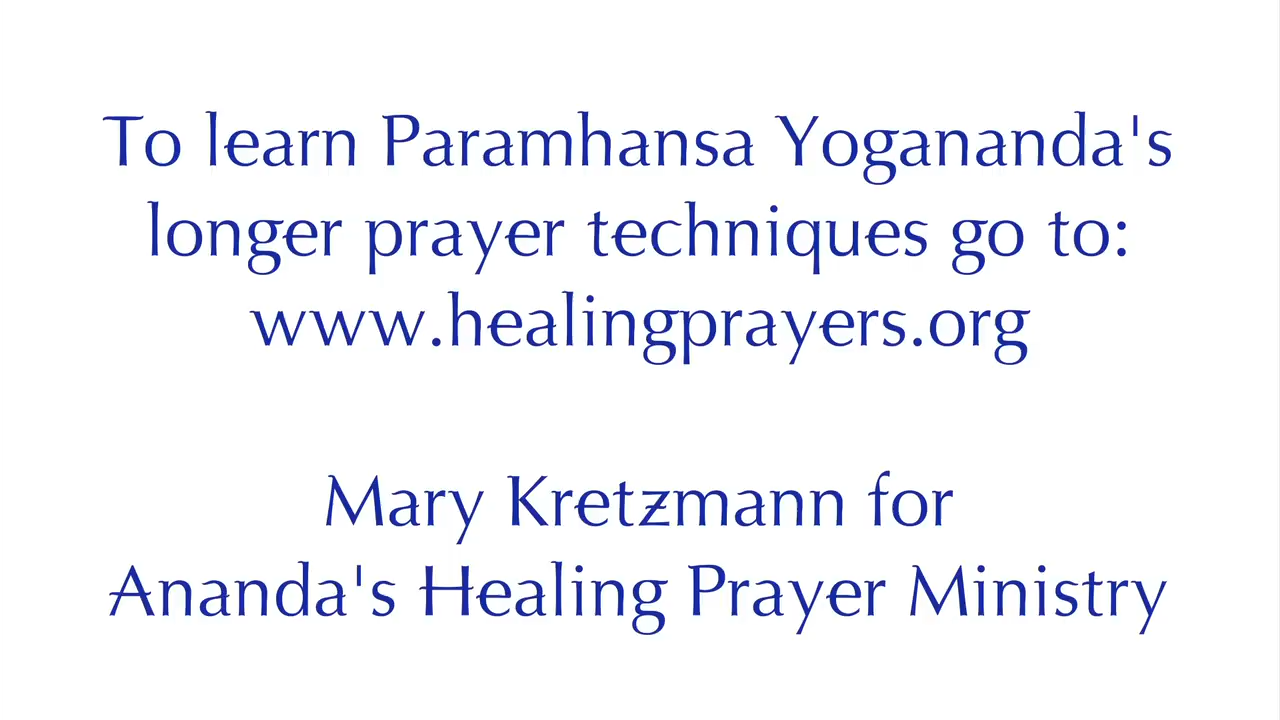 To learn Paramhansa Yogananda's
longer prayer techniques go to:
www.healingprayers.org
Mary Kretzmann for
Ananda's Healing Prayer Ministry